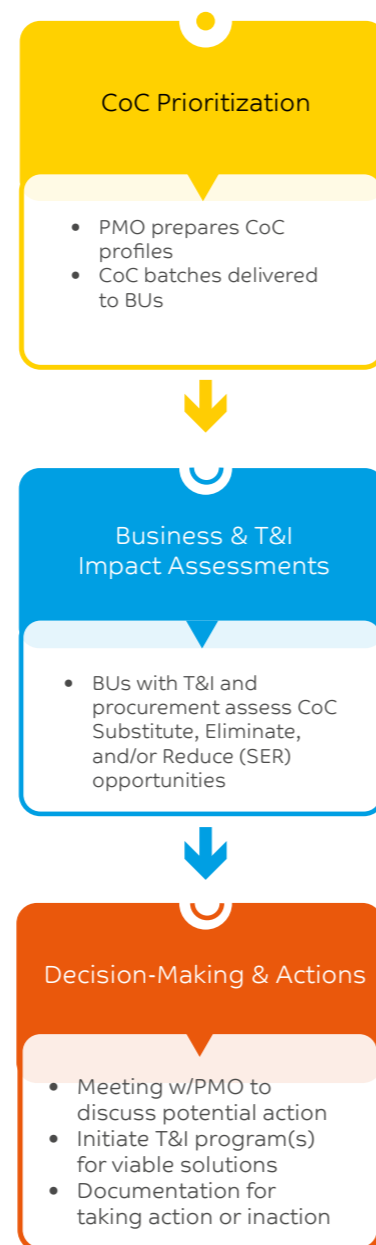 CoC Prioritization
• PMO prepares CoC
profiles
• CoC batches delivered
to BUs
Business & T&I
Impact Assessments
• BUs with T&I and
procurement assess CoC
Substitute, Eliminate,
and/or Reduce (SER)
opportunities
Decision-Making & Actions
• Meeting w/PMO to
discuss potential action
• Initiate T&I program(s)
for viable solutions
• Documentation for
taking action or inaction